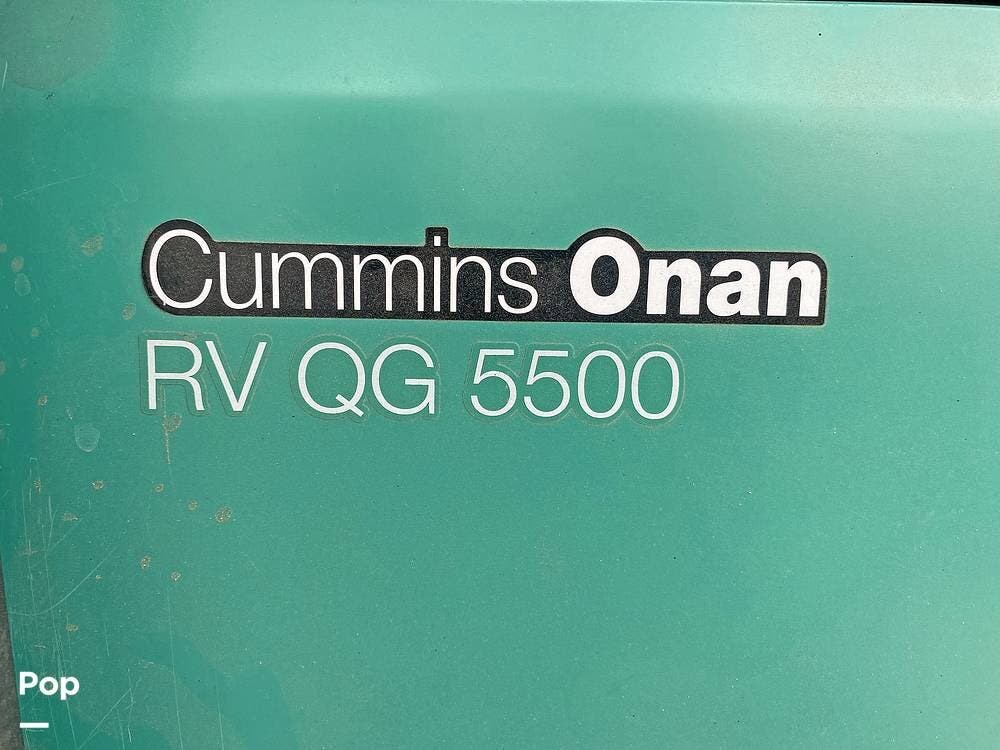 Cummins Onan
RV QG 5500
Pop